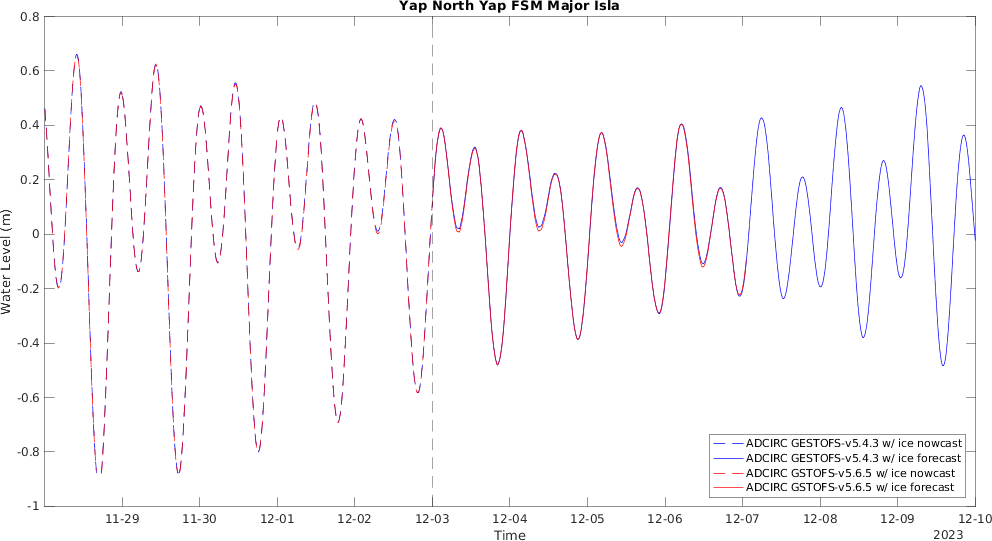 Yap North Yap FSM Major Isla
0.8
0.6
0.4
0.2
0
-0.2
-0.4
-0.6
-0.8
-1
Water Level (m)
11-29 11-30 12-01 12-02 12-03 12-04 12-05 12-06 12-07 12-08 12-09 12-10
Time
2023
ADCIRC GESTOFS-v5.4.3 w/ ice nowcast
ADCIRC GESTOFS-v5.4.3 w/ ice forecast
ADCIRC GSTOFS-v5.6.5 w/ ice nowcast
ADCIRC GSTOFS-v5.6.5 w/ ice forecast